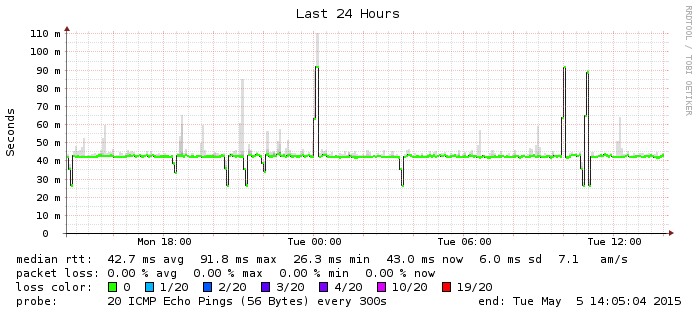 Last 24 Hours
RRDTOOL / TOBI OETIKER
Seconds
110 m
100 m
90 m
80 m
70 m
60 m
50 m
40 m
30 m
20 m
10 m
0
Mon 18:00 Tue 00:00 Tue 06:00 Tue 12:00
median rtt: 42.7 ms avg 91.8 ms max 26.3 ms min 43.0 ms now 6.0 ms sd 7.1 am/s
packet loss: 0.00 % avg 0.00 % max 0.00 % min 0.00 % now
loss color: 0 1/20 2/20 3/20 4/20 10/20 19/20
probe: 20 ICMP Echo Pings (56 Bytes) every 300s end: Tue May 5 14:05:04 2015